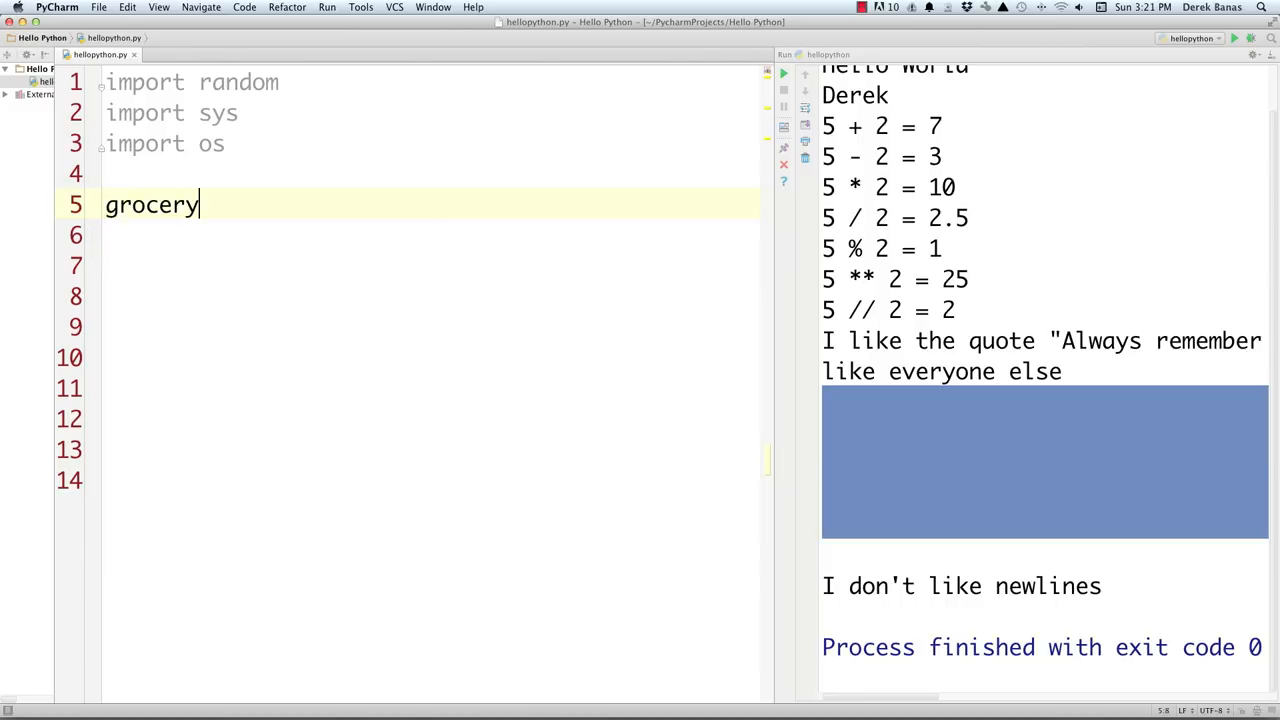 PyCharm File Edit View Navigate Code Refactor Run Tools VCS Window Help 10 Sun 3:21 PM Derek Banas
hellopython.py – Hello Python – [~/PycharmProjects/Hello Python]
Hello Python hellopython.py hellopython
hellopython.py Run hellopython
Hello P
hell
Externa
1 import random
2 import sys
3 import os
4
5 grocery
6
7
8
9
10
11
12
13
14
Hello World
Derek
5 + 2 = 7
5 - 2 = 3
5 * 2 = 10
5 / 2 = 2.5
5 % 2 = 1
5 ** 2 = 25
5 // 2 = 2
I like the quote "Always remember
like everyone else
I don't like newlines
Process finished with exit code 0
5:8 LF UTF-8